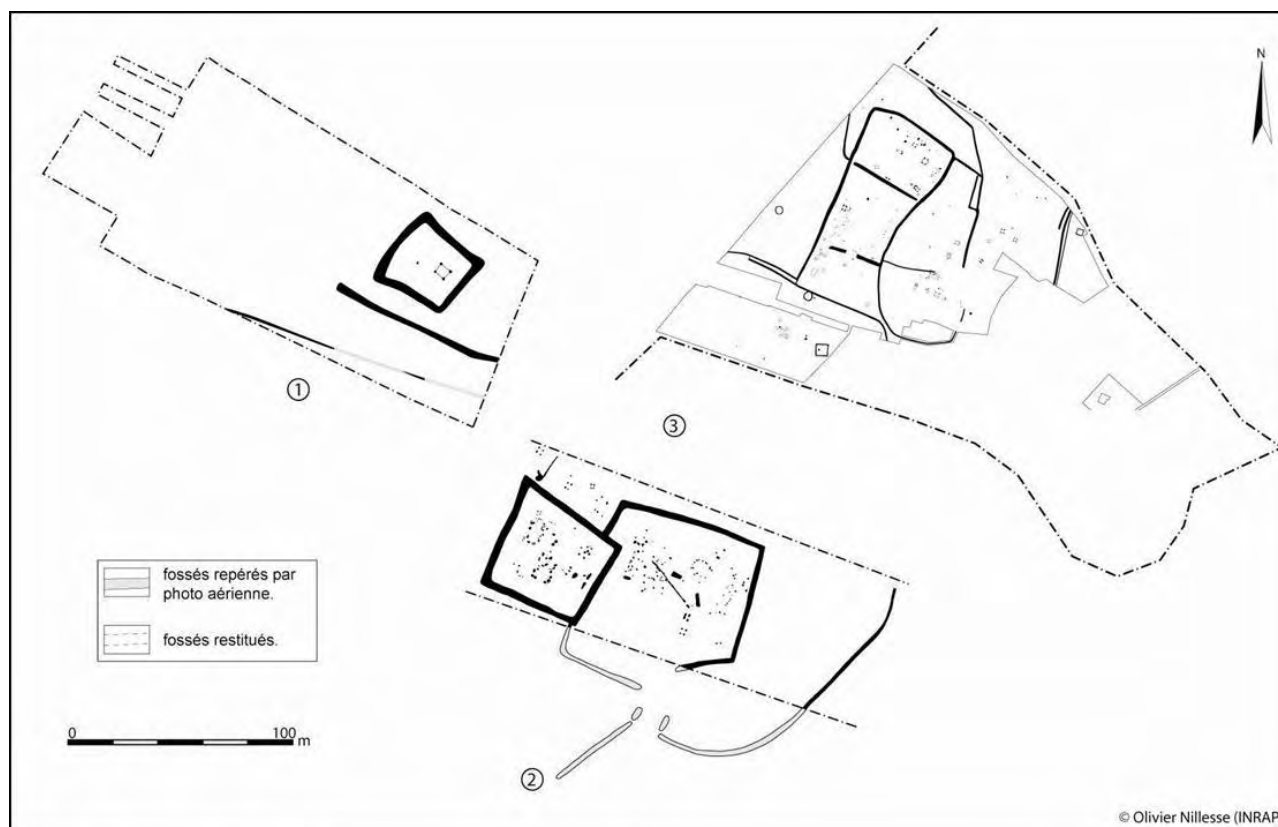 N
①
③
fossés repérés par
photo aérienne.
fossés restitués.
0 100 m
②
© Olivier Nillesse (INRAP